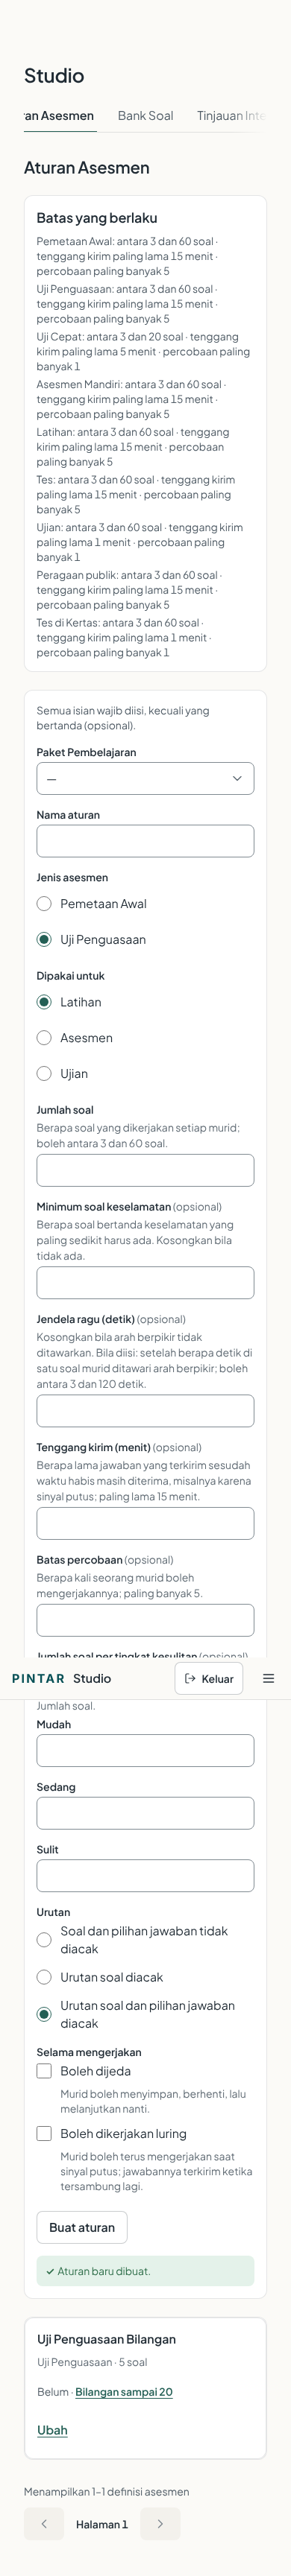 Studio
ran Asesmen
Bank Soal
Tinjauan Inte
Aturan Asesmen
Batas yang berlaku
Pemetaan Awal: antara 3 dan 60 soal ·
tenggang kirim paling lama 15 menit ·
percobaan paling banyak 5
Uji Penguasaan: antara 3 dan 60 soal ·
tenggang kirim paling lama 15 menit ·
percobaan paling banyak 5
Uji Cepat: antara 3 dan 20 soal · tenggang
kirim paling lama 5 menit · percobaan paling
banyak 1
Asesmen Mandiri: antara 3 dan 60 soal ·
tenggang kirim paling lama 15 menit ·
percobaan paling banyak 5
Latihan: antara 3 dan 60 soal · tenggang
kirim paling lama 15 menit · percobaan
paling banyak 5
Tes: antara 3 dan 60 soal · tenggang kirim
paling lama 15 menit · percobaan paling
banyak 5
Ujian: antara 3 dan 60 soal · tenggang kirim
paling lama 1 menit · percobaan paling
banyak 1
Peragaan publik: antara 3 dan 60 soal ·
tenggang kirim paling lama 15 menit ·
percobaan paling banyak 5
Tes di Kertas: antara 3 dan 60 soal ·
tenggang kirim paling lama 1 menit ·
percobaan paling banyak 1
Semua isian wajib diisi, kecuali yang
bertanda (opsional).
Paket Pembelajaran
—
Nama aturan
Jenis asesmen
Pemetaan Awal
Uji Penguasaan
Dipakai untuk
Latihan
Asesmen
Ujian
Jumlah soal
Berapa soal yang dikerjakan setiap murid;
boleh antara 3 dan 60 soal.
Minimum soal keselamatan (opsional)
Berapa soal bertanda keselamatan yang
paling sedikit harus ada. Kosongkan bila
tidak ada.
Jendela ragu (detik) (opsional)
Kosongkan bila arah berpikir tidak
ditawarkan. Bila diisi: setelah berapa detik di
satu soal murid ditawari arah berpikir; boleh
antara 3 dan 120 detik.
Tenggang kirim (menit) (opsional)
Berapa lama jawaban yang terkirim sesudah
waktu habis masih diterima, misalnya karena
sinyal putus; paling lama 15 menit.
Batas percobaan (opsional)
Berapa kali seorang murid boleh
mengerjakannya; paling banyak 5.
Jumlah soal per tingkat kesulitan (opsional)
PINTAR Studio
Keluar
Jumlah soal.
Mudah
Sedang
Sulit
Urutan
Soal dan pilihan jawaban tidak
diacak
Urutan soal diacak
Urutan soal dan pilihan jawaban
diacak
Selama mengerjakan
Boleh dijeda
Murid boleh menyimpan, berhenti, lalu
melanjutkan nanti.
Boleh dikerjakan luring
Murid boleh terus mengerjakan saat
sinyal putus; jawabannya terkirim ketika
tersambung lagi.
Buat aturan
✓ Aturan baru dibuat.
Uji Penguasaan Bilangan
Uji Penguasaan · 5 soal
Belum · Bilangan sampai 20
Ubah
Menampilkan 1–1 definisi asesmen
Halaman 1